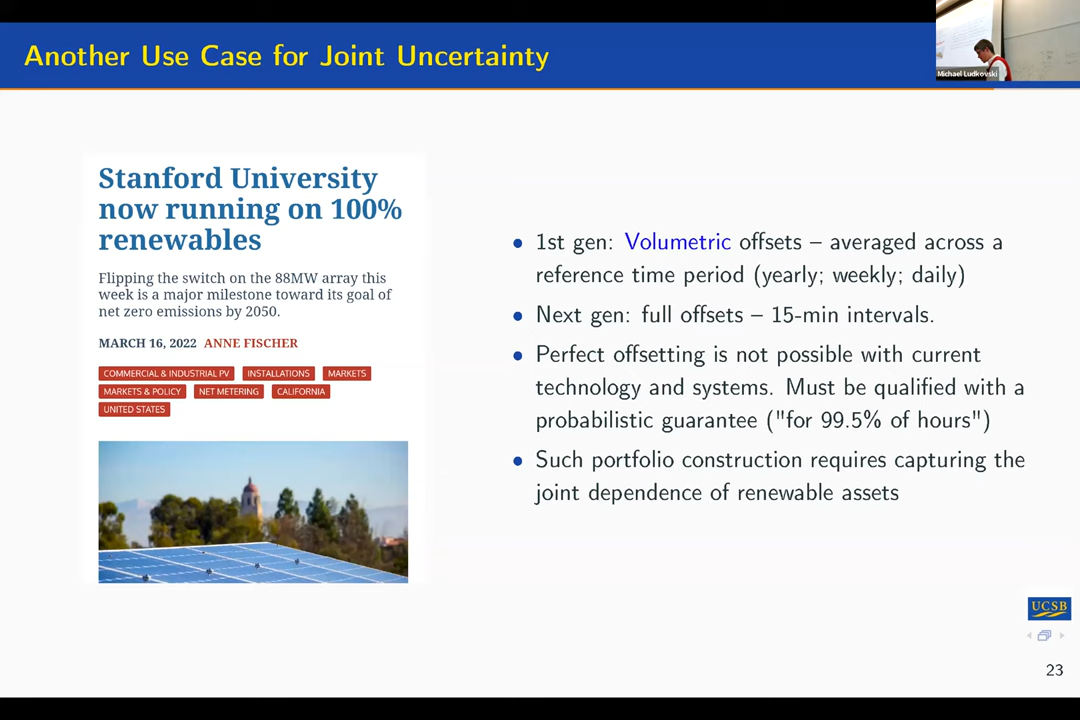 Another Use Case for Joint Uncertainty
Michael Ludkovski
Stanford University
now running on 100%
renewables
Flipping the switch on the 88MW array this
week is a major milestone toward its goal of
net zero emissions by 2050.
MARCH 16, 2022 ANNE FISCHER
COMMERCIAL & INDUSTRIAL PV INSTALLATIONS MARKETS
MARKETS & POLICY NET METERING CALIFORNIA
UNITED STATES
• 1st gen: Volumetric offsets – averaged across a
reference time period (yearly; weekly; daily)
• Next gen: full offsets – 15-min intervals.
• Perfect offsetting is not possible with current
technology and systems. Must be qualified with a
probabilistic guarantee ("for 99.5% of hours")
• Such portfolio construction requires capturing the
joint dependence of renewable assets
UCSB
23